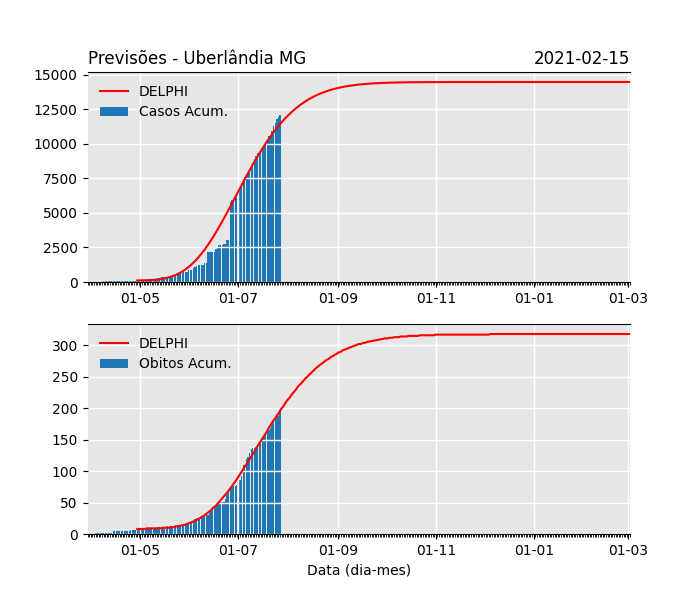 Previsões - Uberlândia MG 2021-02-15
15000
12500
10000
7500
5000
2500
0
DELPHI
Casos Acum.
01-05 01-07 01-09 01-11 01-01 01-03
300
250
200
150
100
50
0
DELPHI
Obitos Acum.
01-05 01-07 01-09 01-11 01-01 01-03
Data (dia-mes)